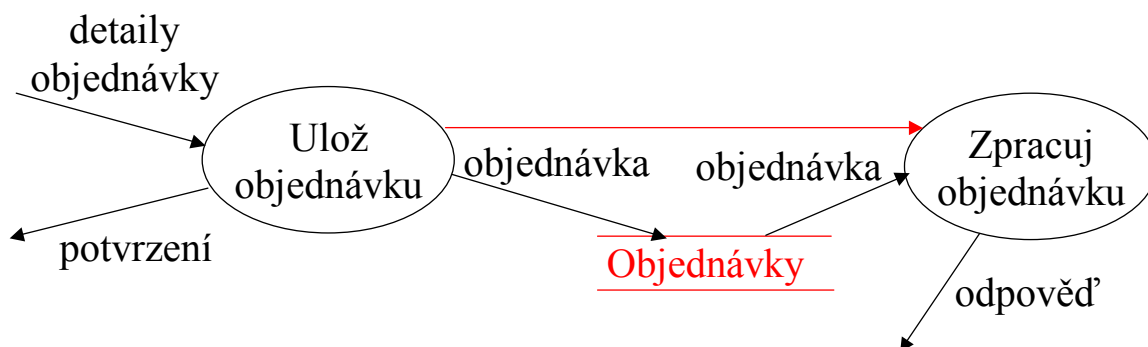 detaily
objednávky
Ulož
objednávku
objednávka
objednávka
Zpracuj
objednávku
potvrzení
Objednávky
odpověď